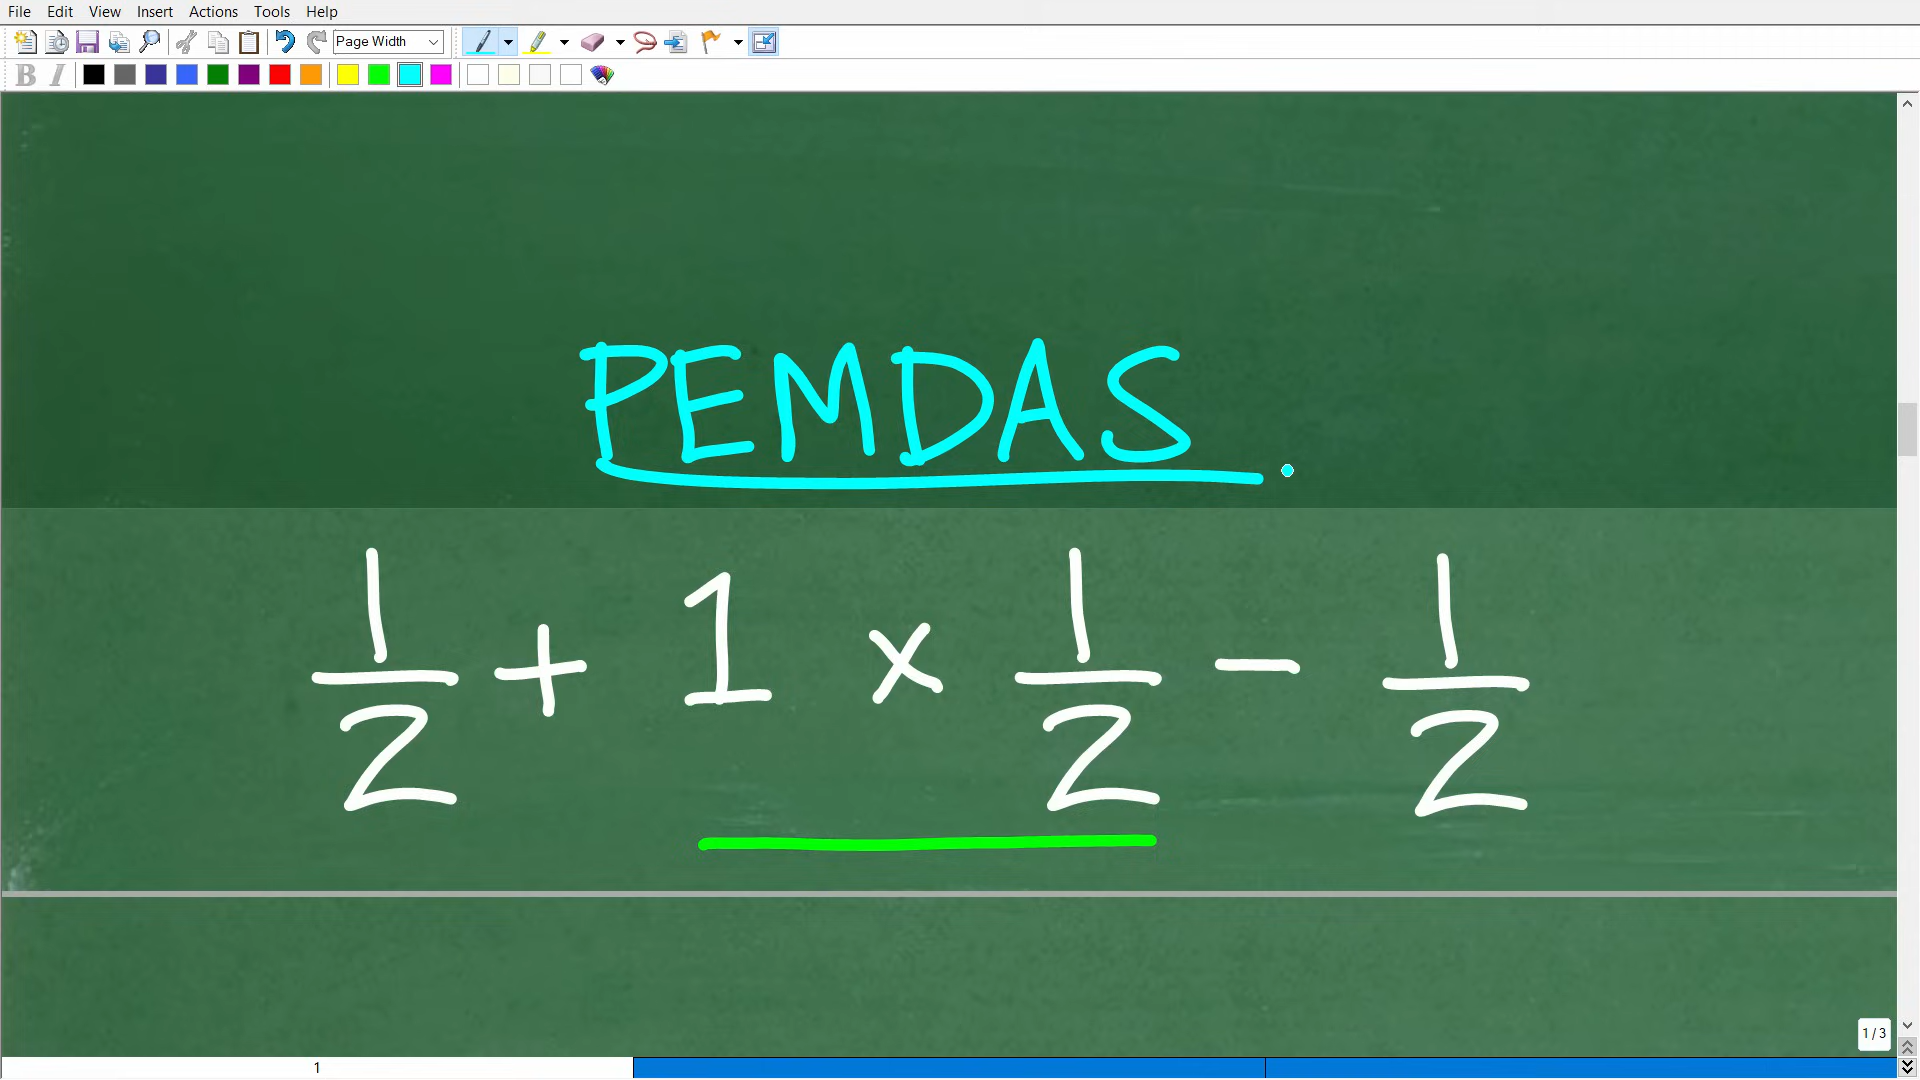 File Edit View Insert Actions Tools Help
Page Width
B I
PEMDAS
1/2 + 1 × 1/2 − 1/2
1 / 3
1